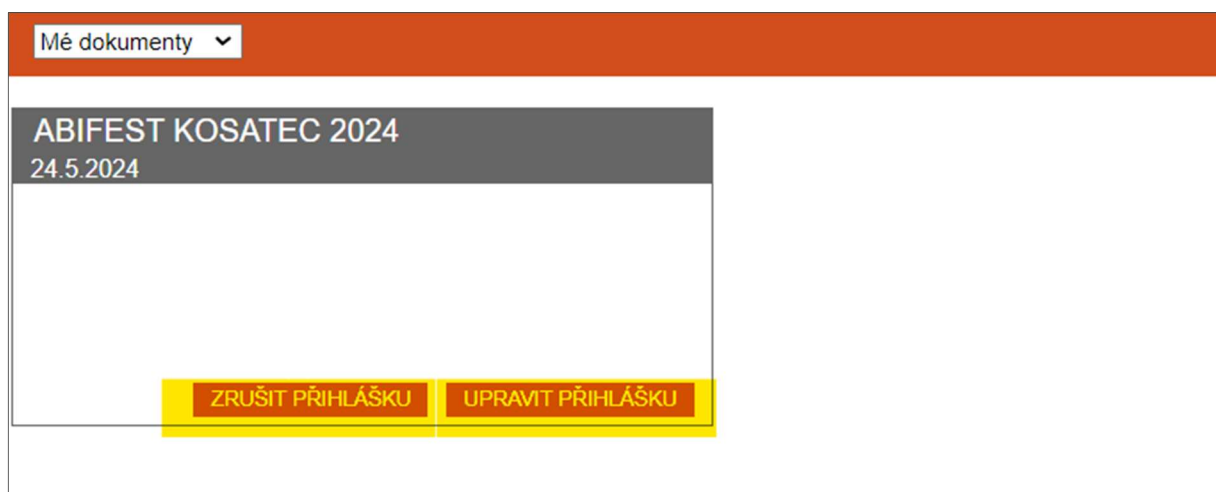 Mé dokumenty
ABIFEST KOSATEC 2024
24.5.2024
ZRUŠIT PŘIHLÁŠKU UPRAVIT PŘIHLÁŠKU